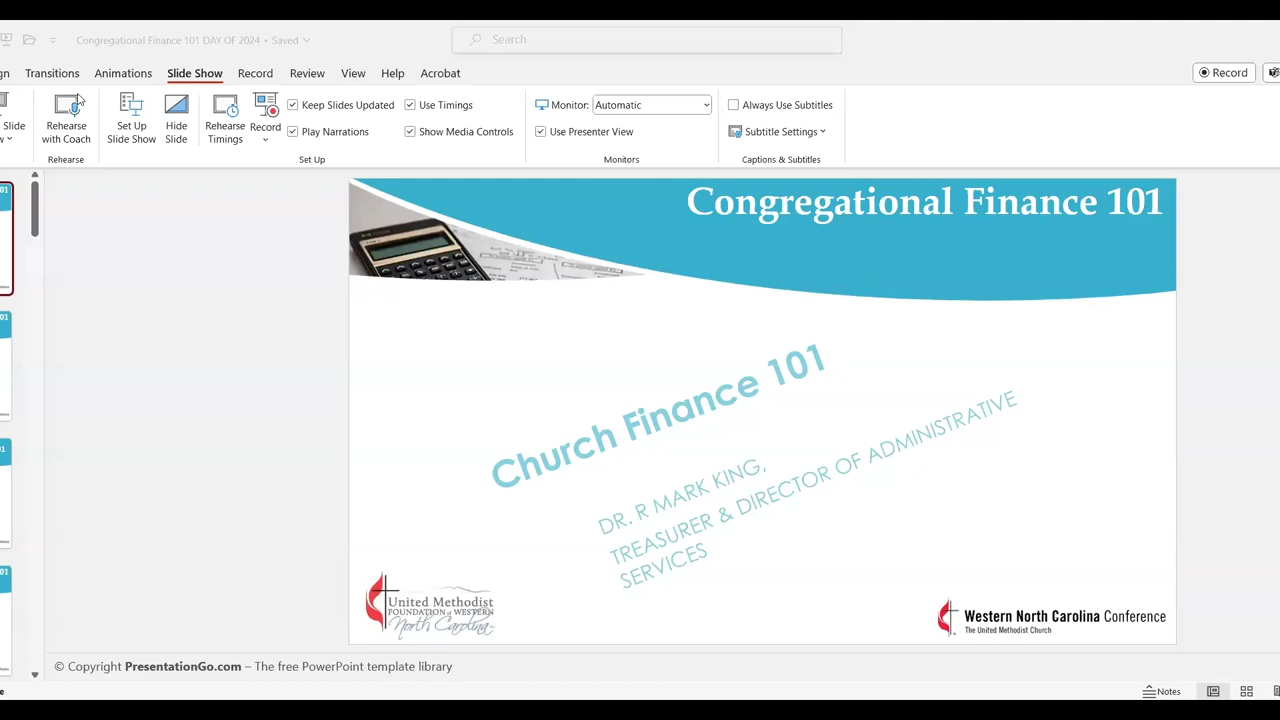 Congregational Finance 101 DAY OF 2024 • Saved
Search
Transitions Animations Slide Show Record Review View Help Acrobat
Record
Slide
Rehearse with Coach
Set Up Slide Show
Hide Slide
Rehearse Timings
Record
Keep Slides Updated
Play Narrations
Use Timings
Show Media Controls
Monitor: Automatic
Use Presenter View
Always Use Subtitles
Subtitle Settings
Rehearse
Set Up
Monitors
Captions & Subtitles
Congregational Finance 101
Church Finance 101
DR. R MARK KING,
TREASURER & DIRECTOR OF ADMINISTRATIVE
SERVICES
United Methodist
FOUNDATION of WESTERN
North Carolina
Western North Carolina Conference
The United Methodist Church
© Copyright PresentationGo.com – The free PowerPoint template library
Notes